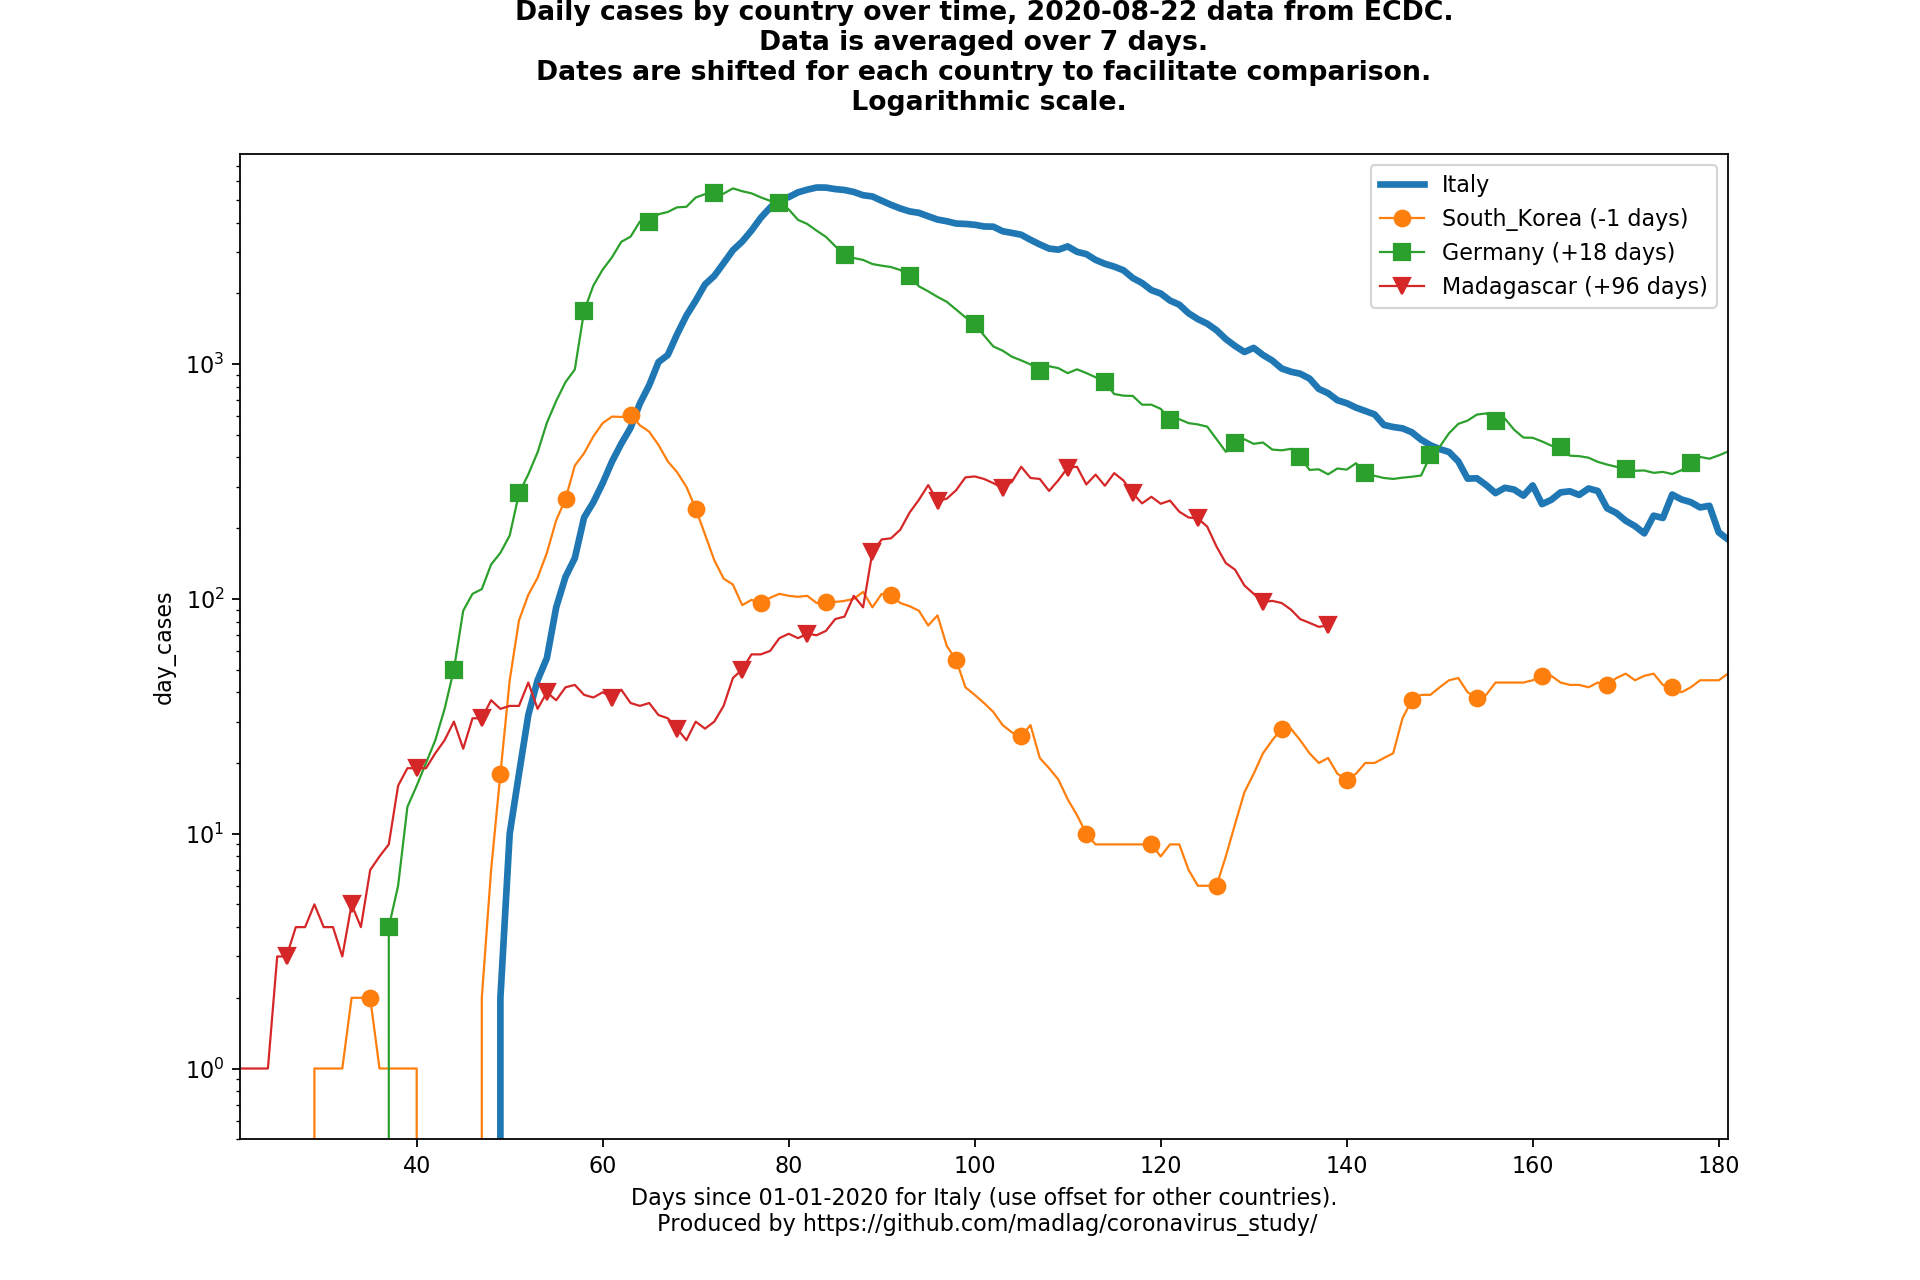 Daily cases by country over time, 2020-08-22 data from ECDC.
Data is averaged over 7 days.
Dates are shifted for each country to facilitate comparison.
Logarithmic scale.
Italy
South_Korea (-1 days)
Germany (+18 days)
Madagascar (+96 days)
day_cases
10³
10²
10¹
10⁰
40 60 80 100 120 140 160 180
Days since 01-01-2020 for Italy (use offset for other countries).
Produced by https://github.com/madlag/coronavirus_study/